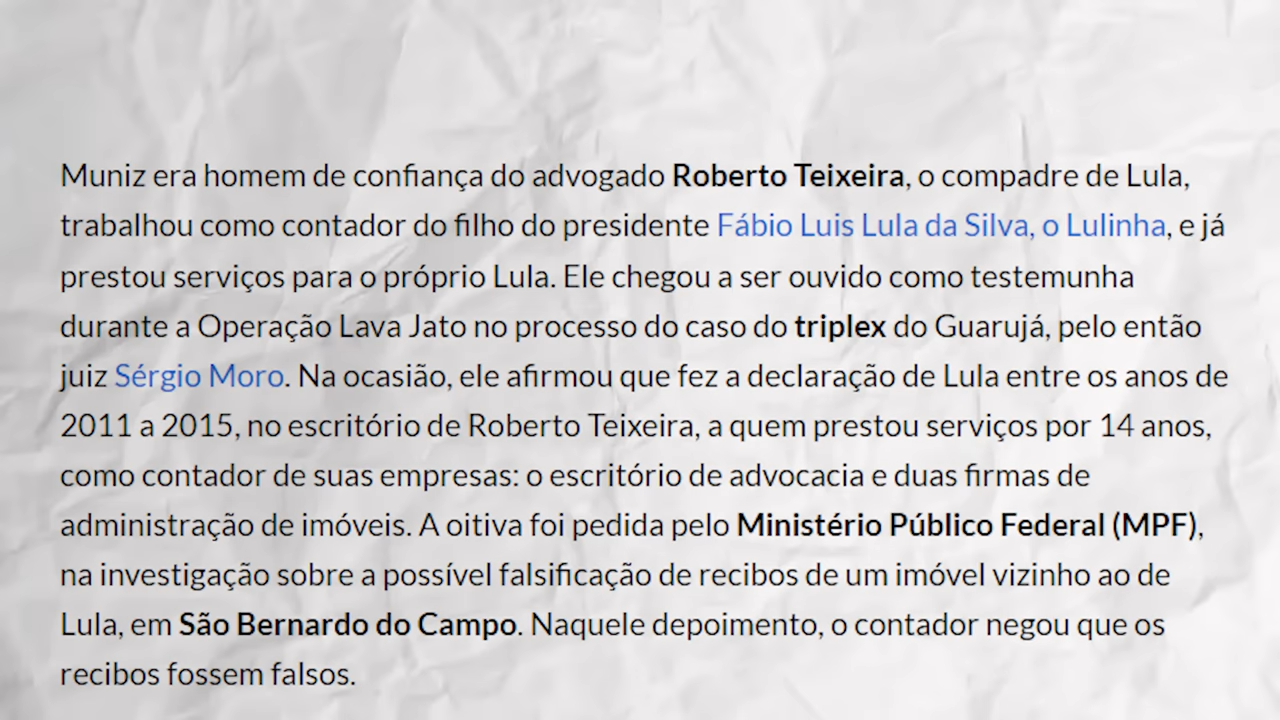 Muniz era homem de confiança do advogado Roberto Teixeira, o compadre de Lula,
trabalhou como contador do filho do presidente Fábio Luis Lula da Silva, o Lulinha, e já
prestou serviços para o próprio Lula. Ele chegou a ser ouvido como testemunha
durante a Operação Lava Jato no processo do caso do triplex do Guarujá, pelo então
juiz Sérgio Moro. Na ocasião, ele afirmou que fez a declaração de Lula entre os anos de
2011 a 2015, no escritório de Roberto Teixeira, a quem prestou serviços por 14 anos,
como contador de suas empresas: o escritório de advocacia e duas firmas de
administração de imóveis. A oitiva foi pedida pelo Ministério Público Federal (MPF),
na investigação sobre a possível falsificação de recibos de um imóvel vizinho ao de
Lula, em São Bernardo do Campo. Naquele depoimento, o contador negou que os
recibos fossem falsos.